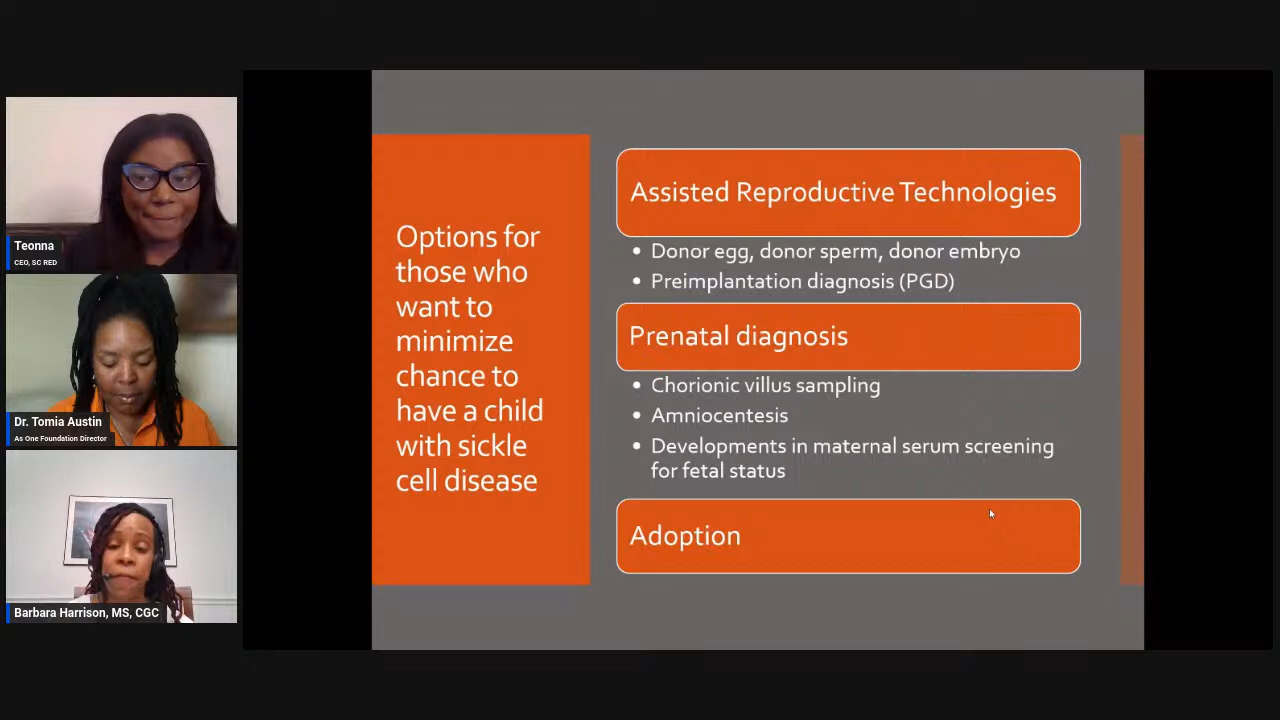 Teonna
CEO, SC RED
Dr. Tomia Austin
As One Foundation Director
Barbara Harrison, MS, CGC
Options for
those who
want to
minimize
chance to
have a child
with sickle
cell disease
Assisted Reproductive Technologies
• Donor egg, donor sperm, donor embryo
• Preimplantation diagnosis (PGD)
Prenatal diagnosis
• Chorionic villus sampling
• Amniocentesis
• Developments in maternal serum screening
for fetal status
Adoption